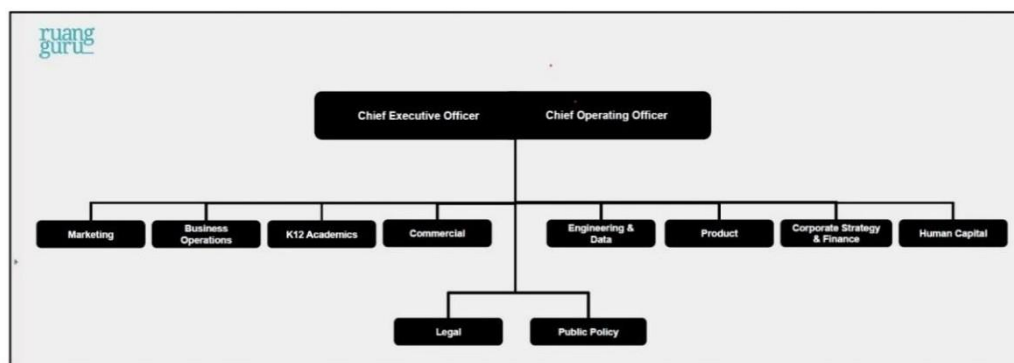 ruang
guru
Chief Executive Officer
Chief Operating Officer
Marketing
Business
Operations
K12 Academics
Commercial
Engineering &
Data
Product
Corporate Strategy
& Finance
Human Capital
Legal
Public Policy